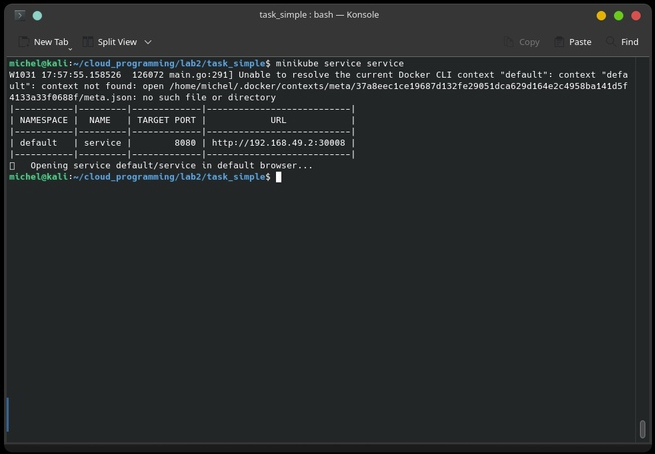 task_simple : bash — Konsole
New Tab
Split View
Copy
Paste
Find
michel@kali:~/cloud_programming/lab2/task_simple$ minikube service service
W1031 17:57:55.158526  126072 main.go:291] Unable to resolve the current Docker CLI context "default": context "defa
ult": context not found: open /home/michel/.docker/contexts/meta/37a8eec1ce19687d132fe29051dca629d164e2c4958ba141d5f
4133a33f0688f/meta.json: no such file or directory
|-----------|---------|-------------|---------------------------|
| NAMESPACE |  NAME   | TARGET PORT |            URL            |
|-----------|---------|-------------|---------------------------|
| default   | service |        8080 | http://192.168.49.2:30008 |
|-----------|---------|-------------|---------------------------|
Opening service default/service in default browser...
michel@kali:~/cloud_programming/lab2/task_simple$